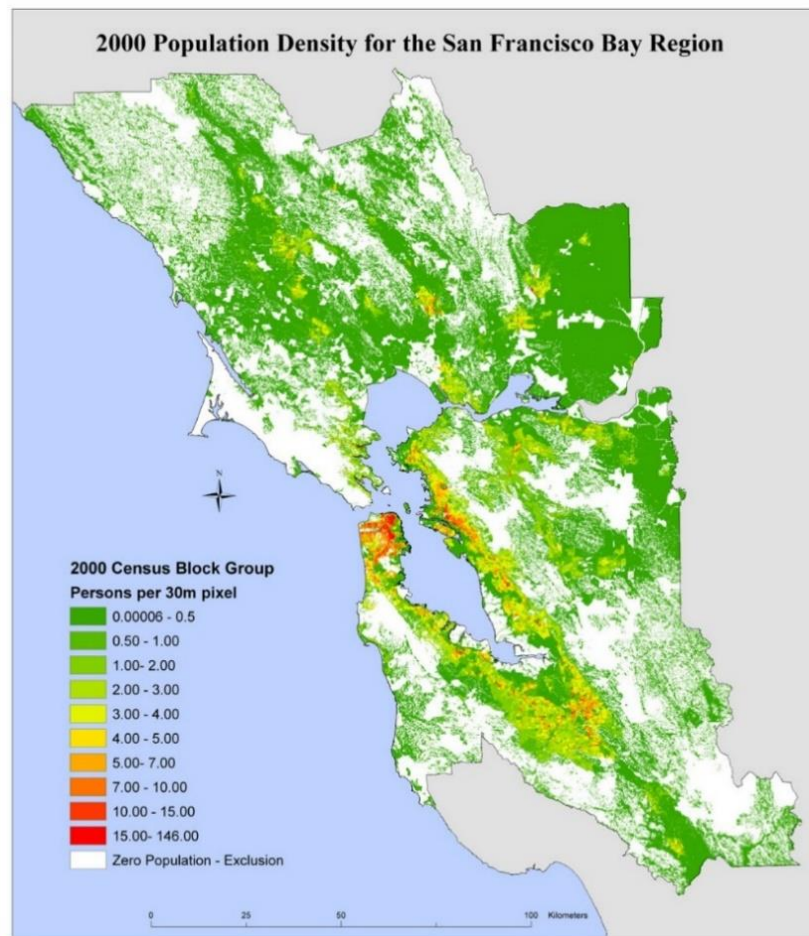 2000 Population Density for the San Francisco Bay Region
N
2000 Census Block Group
Persons per 30m pixel
0.00006 - 0.5
0.50 - 1.00
1.00- 2.00
2.00 - 3.00
3.00 - 4.00
4.00 - 5.00
5.00- 7.00
7.00 - 10.00
10.00 - 15.00
15.00- 146.00
Zero Population - Exclusion
0 50 100 Kilometers